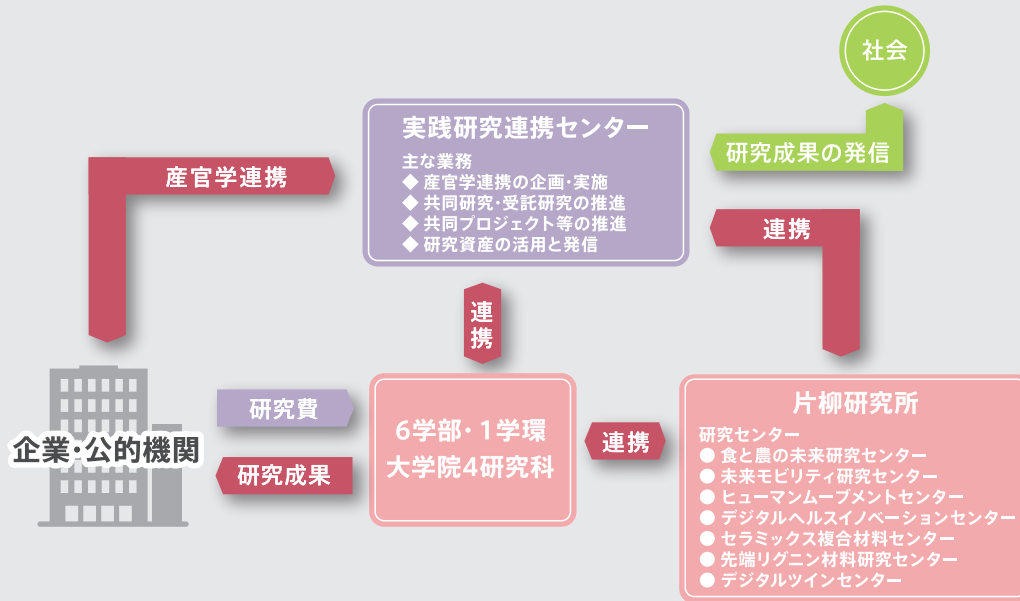 社会
実践研究連携センター
主な業務
◆ 産官学連携の企画・実施
◆ 共同研究・受託研究の推進
◆ 共同プロジェクト等の推進
◆ 研究資産の活用と発信
研究成果の発信
産官学連携
連携
連携
企業・公的機関
研究費
研究成果
6学部・1学環
大学院4研究科
連携
片柳研究所
研究センター
● 食と農の未来研究センター
● 未来モビリティ研究センター
● ヒューマンムーブメントセンター
● デジタルヘルスイノベーションセンター
● セラミックス複合材料センター
● 先端リグニン材料研究センター
● デジタルツインセンター